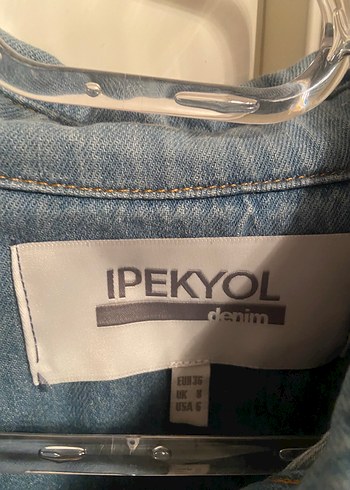 IPEKYOL
denim
EUR 36
UK 8
USA 6